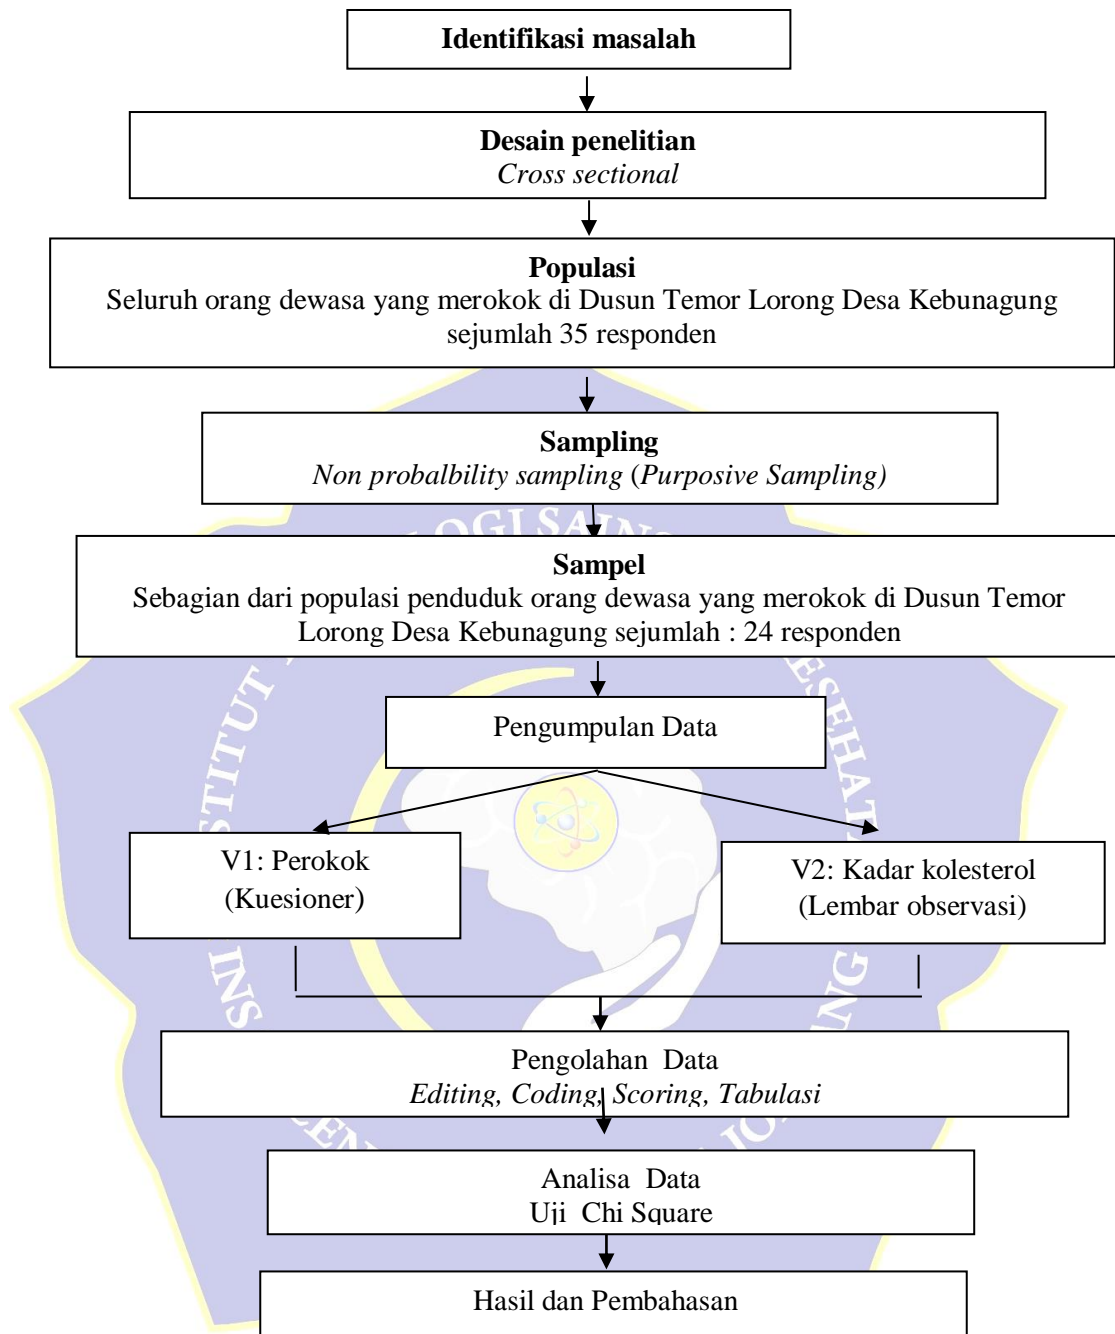 Identifikasi masalah
Desain penelitian
Cross sectional
Populasi
Seluruh orang dewasa yang merokok di Dusun Temor Lorong Desa Kebunagung
sejumlah 35 responden
Sampling
Non probalbility sampling (Purposive Sampling)
Sampel
Sebagian dari populasi penduduk orang dewasa yang merokok di Dusun Temor
Lorong Desa Kebunagung sejumlah : 24 responden
Pengumpulan Data
V1: Perokok
(Kuesioner)
V2: Kadar kolesterol
(Lembar observasi)
Pengolahan Data
Editing, Coding, Scoring, Tabulasi
Analisa Data
Uji Chi Square
Hasil dan Pembahasan